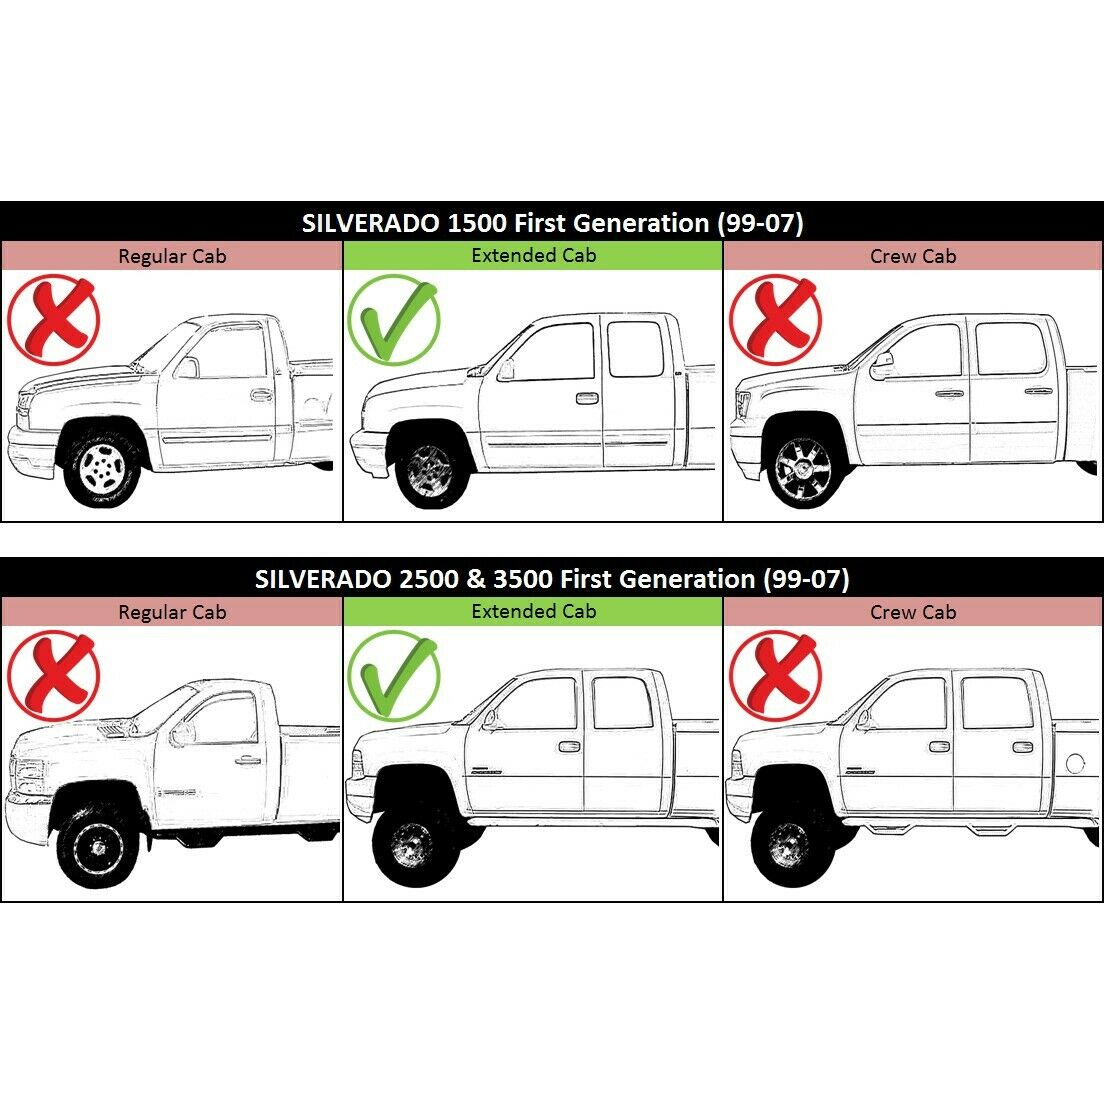 SILVERADO 1500 First Generation (99-07)
Regular Cab
Extended Cab
Crew Cab
SILVERADO 2500 & 3500 First Generation (99-07)
Regular Cab
Extended Cab
Crew Cab